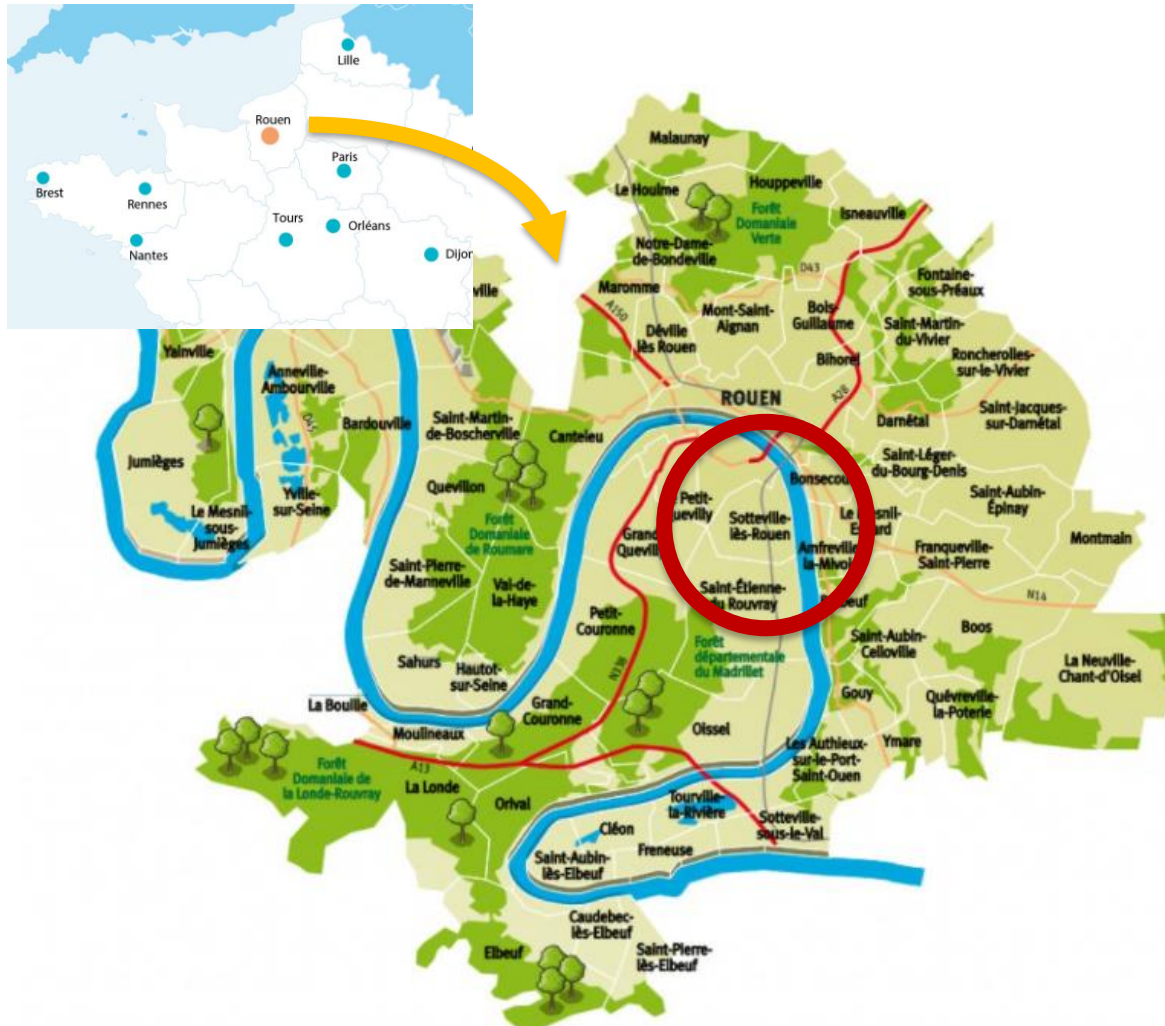 Lille
Rouen
Paris
Brest
Rennes
Tours
Orléans
Nantes
Dijon
Malaunay
Le Houlme
Houppeville
Forêt
Domaniale
Verte
Isneauville
Notre-Dame-
de-Bondeville
D43
Fontaine-
sous-Préaux
Maromme
A150
Mont-Saint-
Aignan
Bois-
Guillaume
Saint-Martin-
du-Vivier
Déville
lès Rouen
Bihorel
Roncherolles-
sur-le-Vivier
Yainville
Anneville-
Ambourville
ROUEN
A28
Darnétal
Saint-Jacques-
sur-Darnétal
Bardouville
Saint-Martin-
de-Boscherville
Canteleu
Jumièges
Quevillon
Saint-Léger-
du-Bourg-Denis
Bonsecou
Saint-Aubin-
Épinay
Le Mesnil-
sous-
Jumièges
Yville-
sur-Seine
Forêt
Domaniale
de Roumare
Petit-
uevilly
Sotteville-
lès-Rouen
Grand
Quevill
Amfreville
la-Mivoi
Franqueville-
Saint-Pierre
Montmain
Saint-Pierre-
de-Manneville
Val-de-
la-Haye
Saint-Étienne-
du Rouvray
N14
Petit-
Couronne
Forêt
départementale
du Madrillet
Saint-Aubin-
Celloville
Boos
La Neuville-
Chant-d'Oisel
Sahurs
Hautot-
sur-Seine
Gouy
Quévreville-
la-Poterie
La Bouille
Grand-
Couronne
Moulineaux
Oissel
Ymare
Les Authieux-
sur-le-Port-
Saint-Ouen
A13
Forêt
Domaniale de
la Londe-Rouvray
La Londe
Orival
Tourville-
la-Rivière
Sotteville-
sous-le-Val
Cléon
Freneuse
Saint-Aubin-
lès-Elbeuf
Caudebec-
lès-Elbeuf
Elbeuf
Saint-Pierre-
lès-Elbeuf